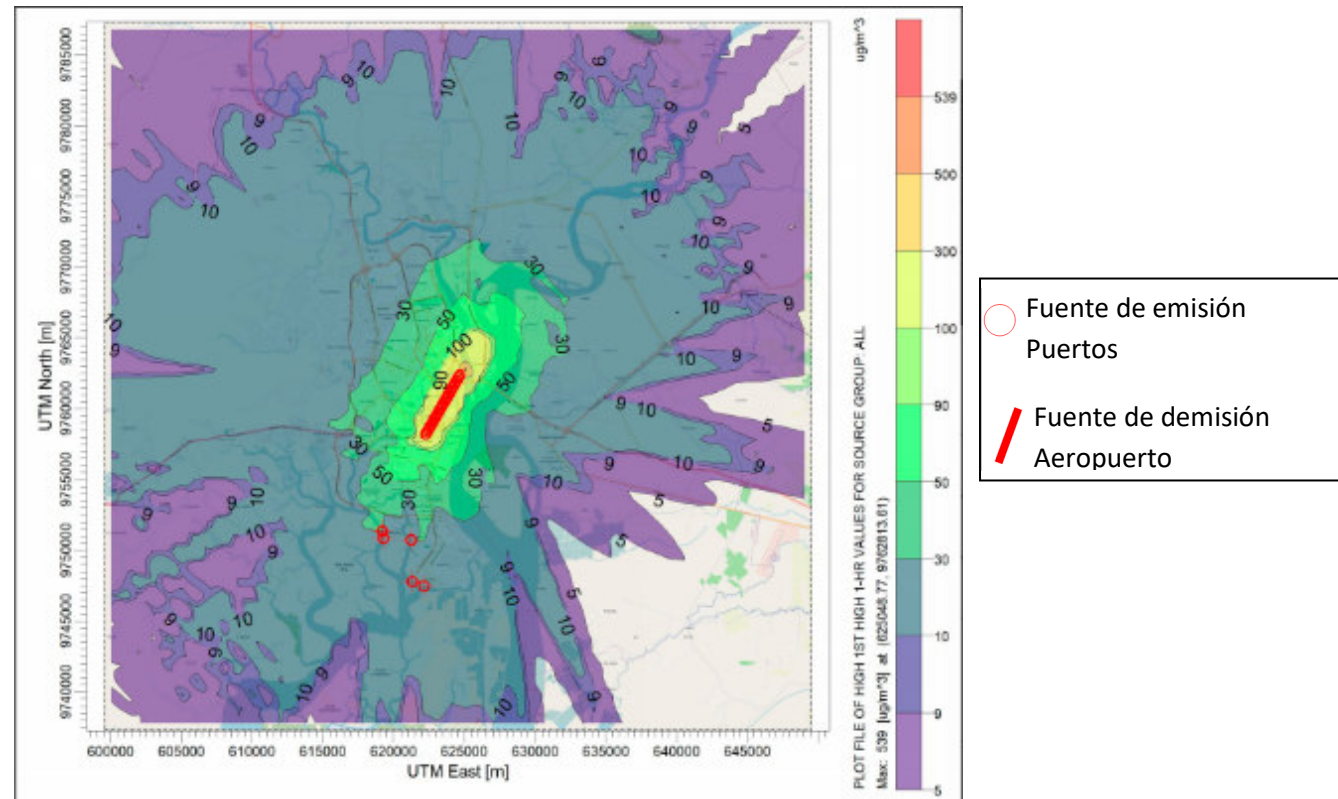 ug/m^3
539
500
300
100
90
50
30
10
9
5
PLOT FILE OF HIGH 1ST HIGH 1-HR VALUES FOR SOURCE GROUP: ALL
Max: 539 [ug/m^3] at (625048.77, 9762813.61)
UTM North [m]
9785000
9780000
9775000
9770000
9765000
9760000
9755000
9750000
9745000
9740000
600000 605000 610000 615000 620000 625000 630000 635000 640000 645000
UTM East [m]
Fuente de emisión
Puertos
Fuente de demisión
Aeropuerto